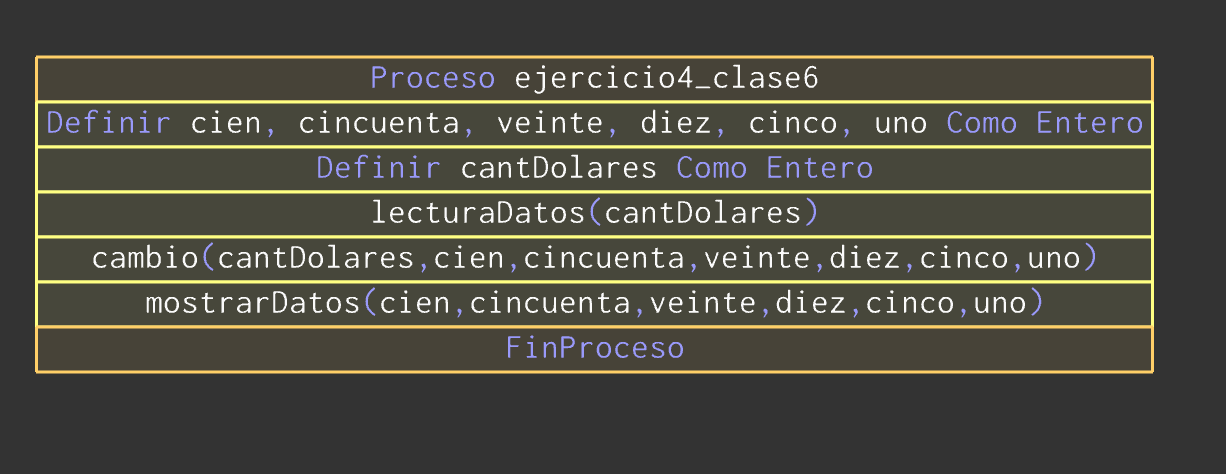 Proceso ejercicio4_clase6
Definir cien, cincuenta, veinte, diez, cinco, uno Como Entero
Definir cantDolares Como Entero
lecturaDatos(cantDolares)
cambio(cantDolares,cien,cincuenta,veinte,diez,cinco,uno)
mostrarDatos(cien,cincuenta,veinte,diez,cinco,uno)
FinProceso